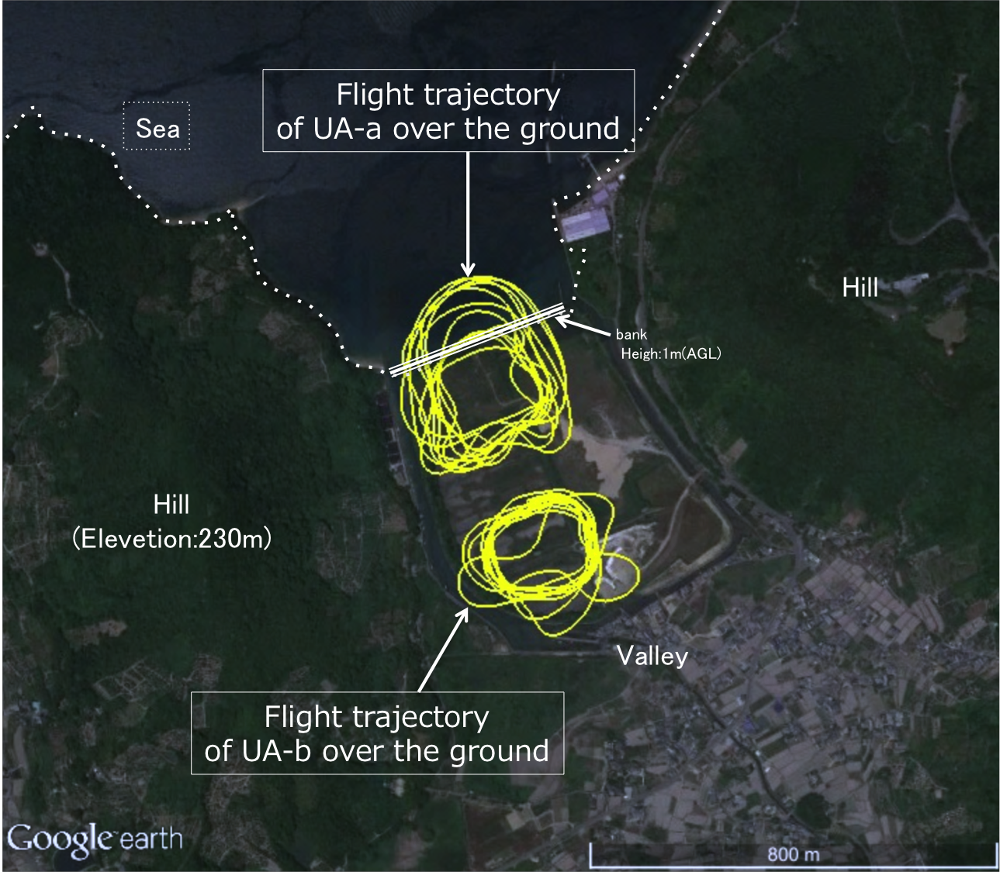 Flight trajectory
of UA-a over the ground
Sea
Hill
bank
Heigh:1m(AGL)
Hill
(Elevetion:230m)
Valley
Flight trajectory
of UA-b over the ground
Google earth
800 m